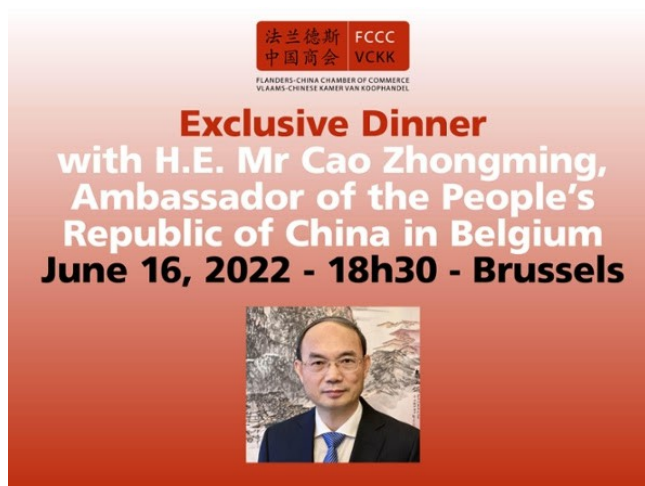 法兰德斯 FCCC
中国商会 VCKK
FLANDERS-CHINA CHAMBER OF COMMERCE
VLAAMS-CHINESE KAMER VAN KOOPHANDEL
Exclusive Dinner
with H.E. Mr Cao Zhongming,
Ambassador of the People's
Republic of China in Belgium
June 16, 2022 - 18h30 - Brussels